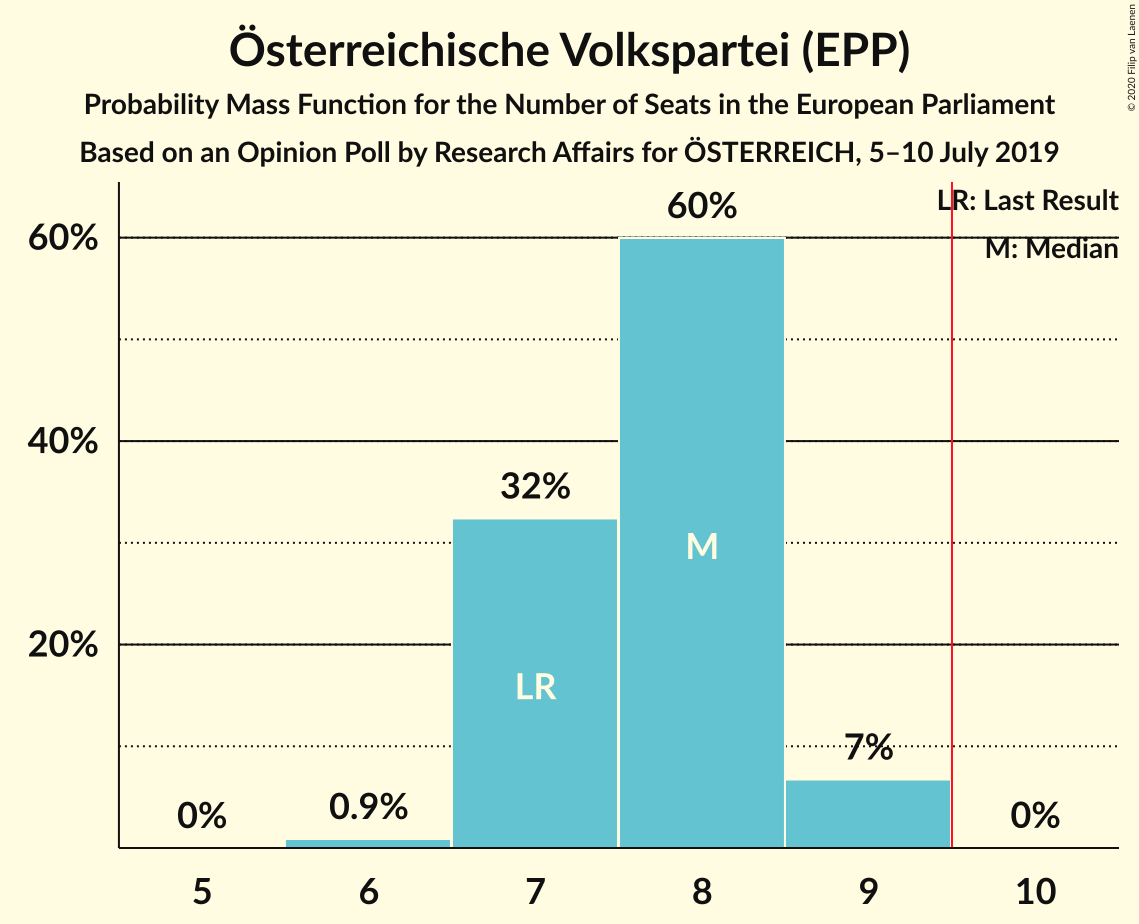 Österreichische Volkspartei (EPP)
Probability Mass Function for the Number of Seats in the European Parliament
Based on an Opinion Poll by Research Affairs for ÖSTERREICH, 5–10 July 2019
© 2020 Filip van Laenen
LR: Last Result
M: Median
60%
40%
20%
0%
0.9%
32%
60%
7%
0%
LR
M
5
6
7
8
9
10